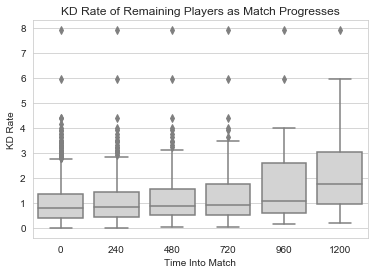 KD Rate of Remaining Players as Match Progresses
8
7
6
5
4
3
2
1
0
KD Rate
0 240 480 720 960 1200
Time Into Match